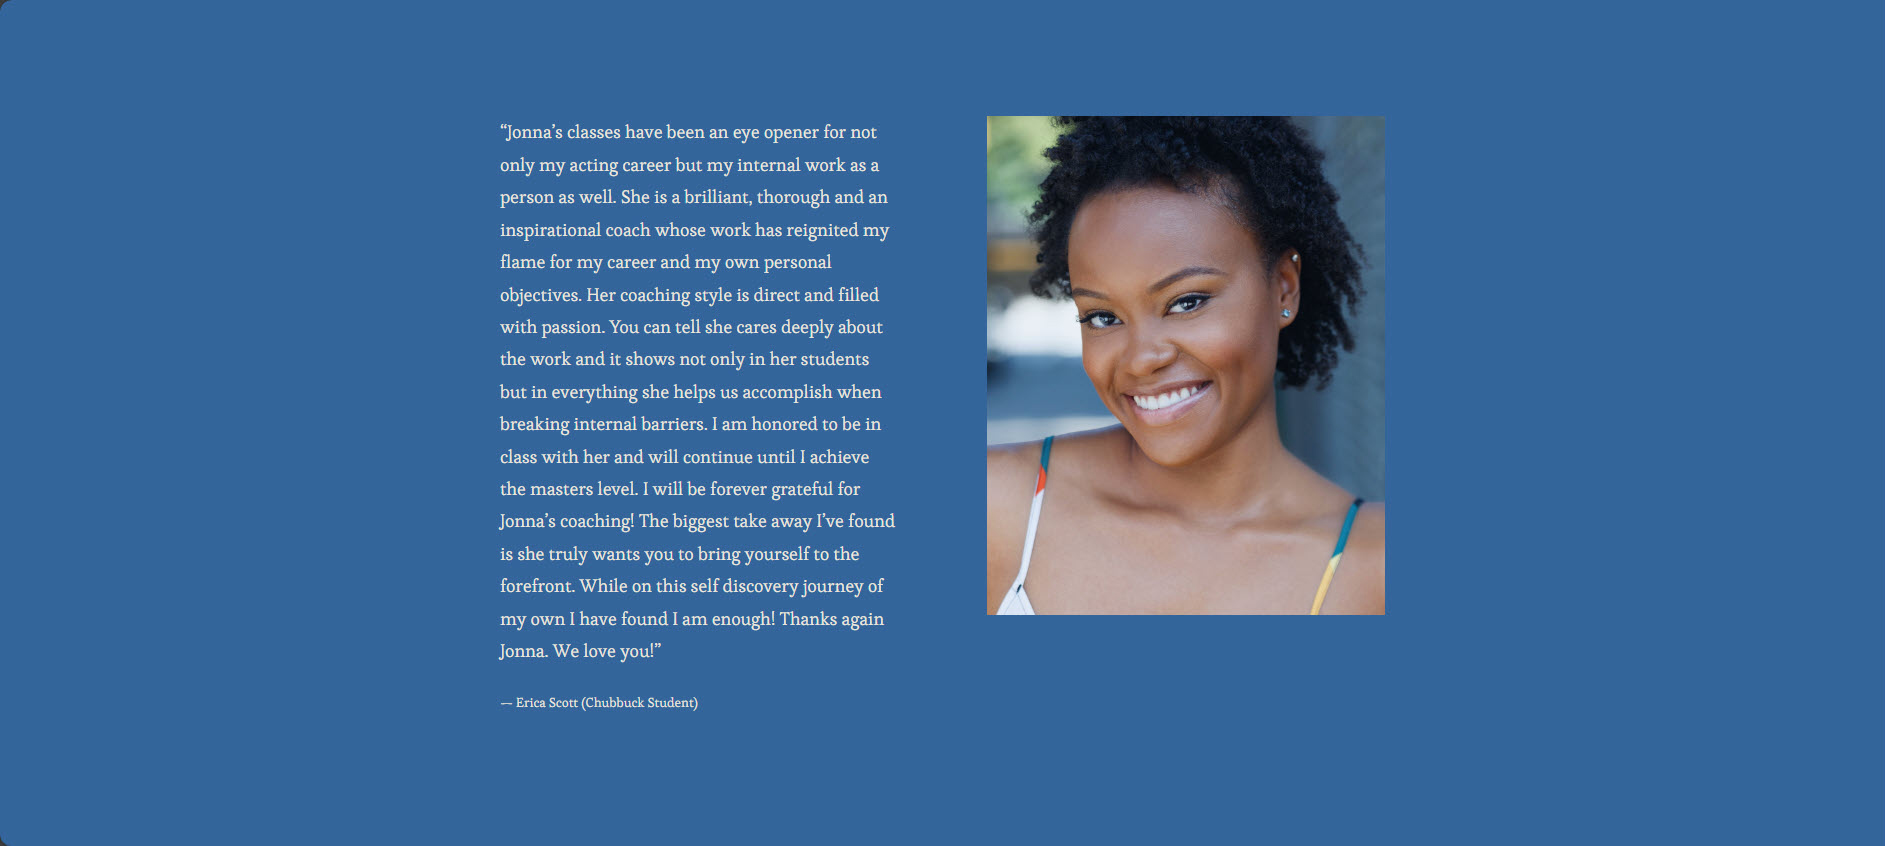 “Jonna’s classes have been an eye opener for not
only my acting career but my internal work as a
person as well. She is a brilliant, thorough and an
inspirational coach whose work has reignited my
flame for my career and my own personal
objectives. Her coaching style is direct and filled
with passion. You can tell she cares deeply about
the work and it shows not only in her students
but in everything she helps us accomplish when
breaking internal barriers. I am honored to be in
class with her and will continue until I achieve
the masters level. I will be forever grateful for
Jonna’s coaching! The biggest take away I’ve found
is she truly wants you to bring yourself to the
forefront. While on this self discovery journey of
my own I have found I am enough! Thanks again
Jonna. We love you!”
— Erica Scott (Chubbuck Student)